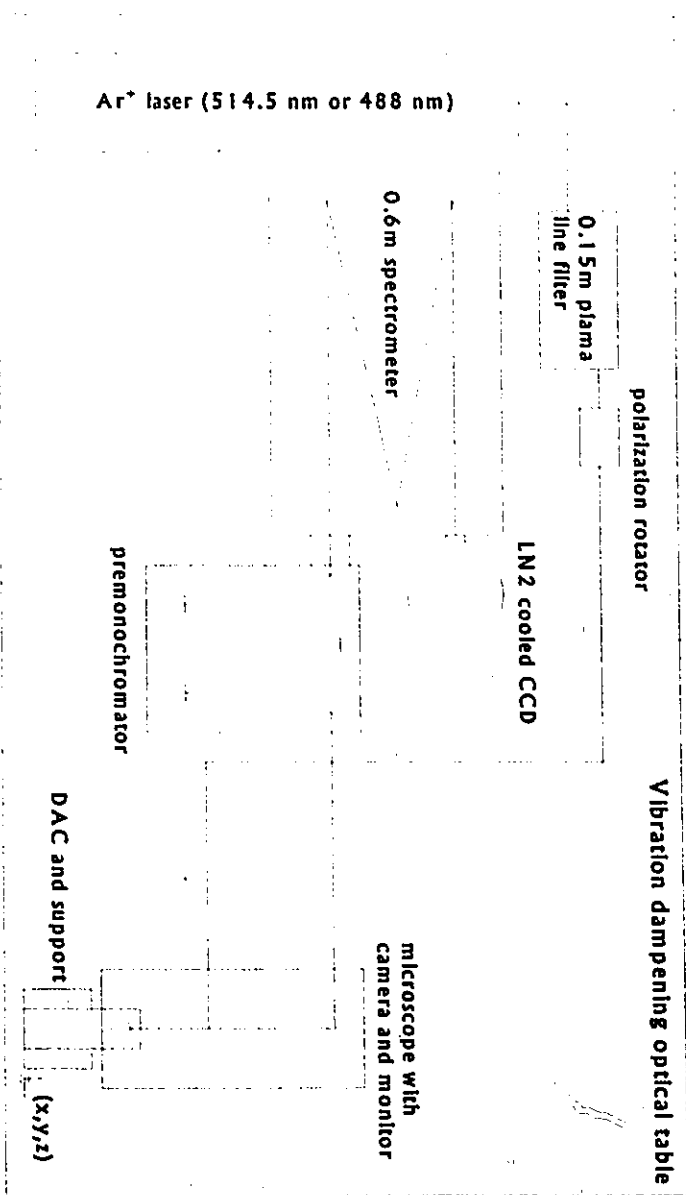 Vibration dampening optical table
polarization rotator
0.15m plama
line filter
LN2 cooled CCD
microscope with
camera and monitor
0.6m spectrometer
premonochromator
DAC and support
(x,y,z)
Ar⁺ laser (514.5 nm or 488 nm)